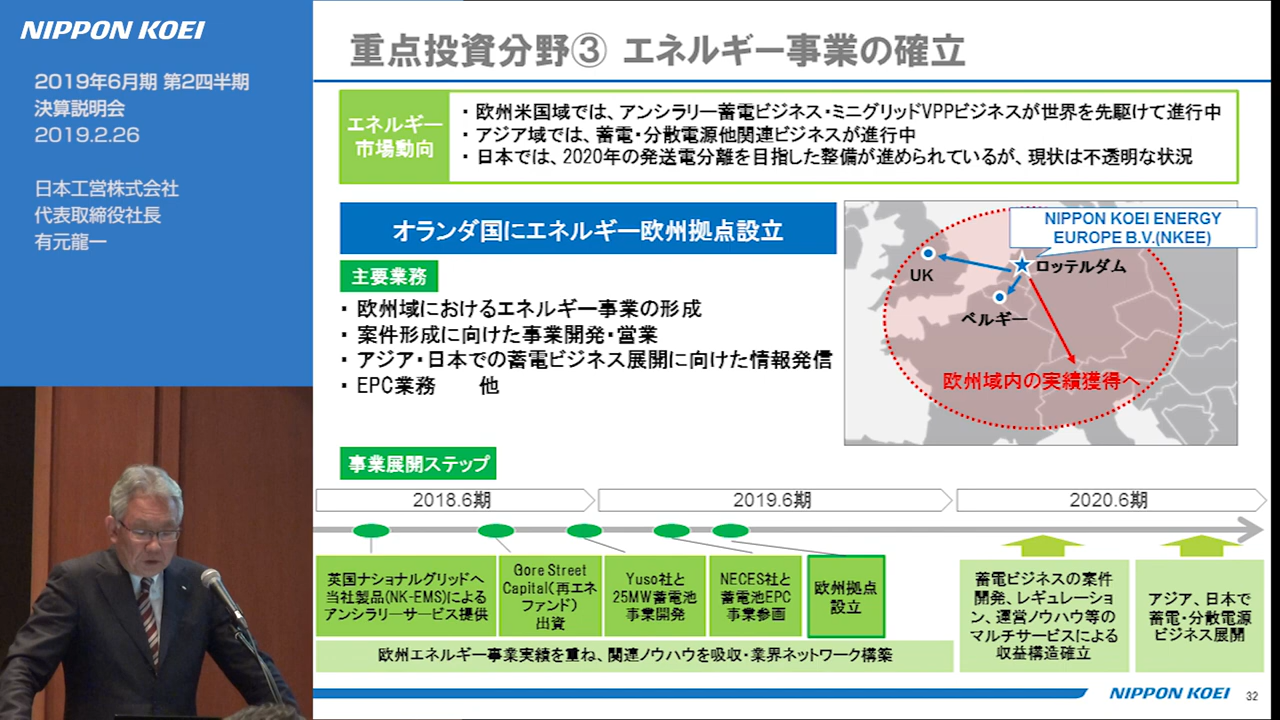 NIPPON KOEI
2019年6月期 第2四半期
決算説明会
2019.2.26
日本工営株式会社
代表取締役社長
有元龍一
重点投資分野③ エネルギー事業の確立
エネルギー
市場動向
・欧州米国域では、アンシラリー蓄電ビジネス・ミニグリッドVPPビジネスが世界を先駆けて進行中
・アジア域では、蓄電・分散電源他関連ビジネスが進行中
・日本では、2020年の発送電分離を目指した整備が進められているが、現状は不透明な状況
オランダ国にエネルギー欧州拠点設立
主要業務
・欧州域におけるエネルギー事業の形成
・案件形成に向けた事業開発・営業
・アジア・日本での蓄電ビジネス展開に向けた情報発信
・EPC業務 他
NIPPON KOEI ENERGY
EUROPE B.V.(NKEE)
UK
ロッテルダム
ベルギー
欧州域内の実績獲得へ
事業展開ステップ
2018.6期
2019.6期
2020.6期
英国ナショナルグリッドへ
当社製品(NK-EMS)による
アンシラリーサービス提供
Gore Street
Capital(再エネ
ファンド)
出資
Yuso社と
25MW蓄電池
事業開発
NECES社と
蓄電池EPC
事業参画
欧州拠点
設立
蓄電ビジネスの案件
開発、レギュレーショ
ン、運営ノウハウ等の
マルチサービスによる
収益構造確立
アジア、日本で
蓄電・分散電源
ビジネス展開
欧州エネルギー事業実績を重ね、関連ノウハウを吸収・業界ネットワーク構築
NIPPON KOEI
32